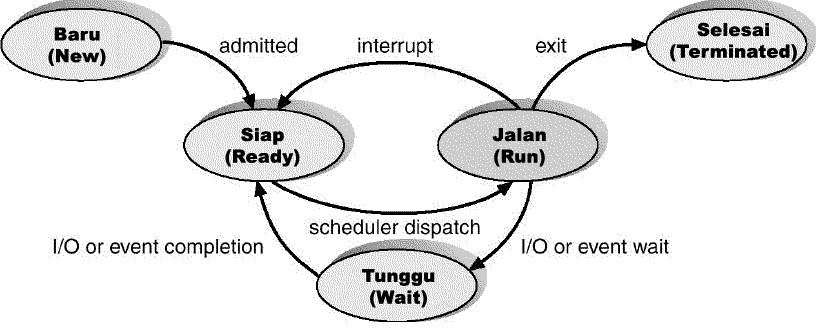 Baru
(New)
admitted
interrupt
exit
Selesai
(Terminated)
Siap
(Ready)
Jalan
(Run)
scheduler dispatch
I/O or event completion
I/O or event wait
Tunggu
(Wait)